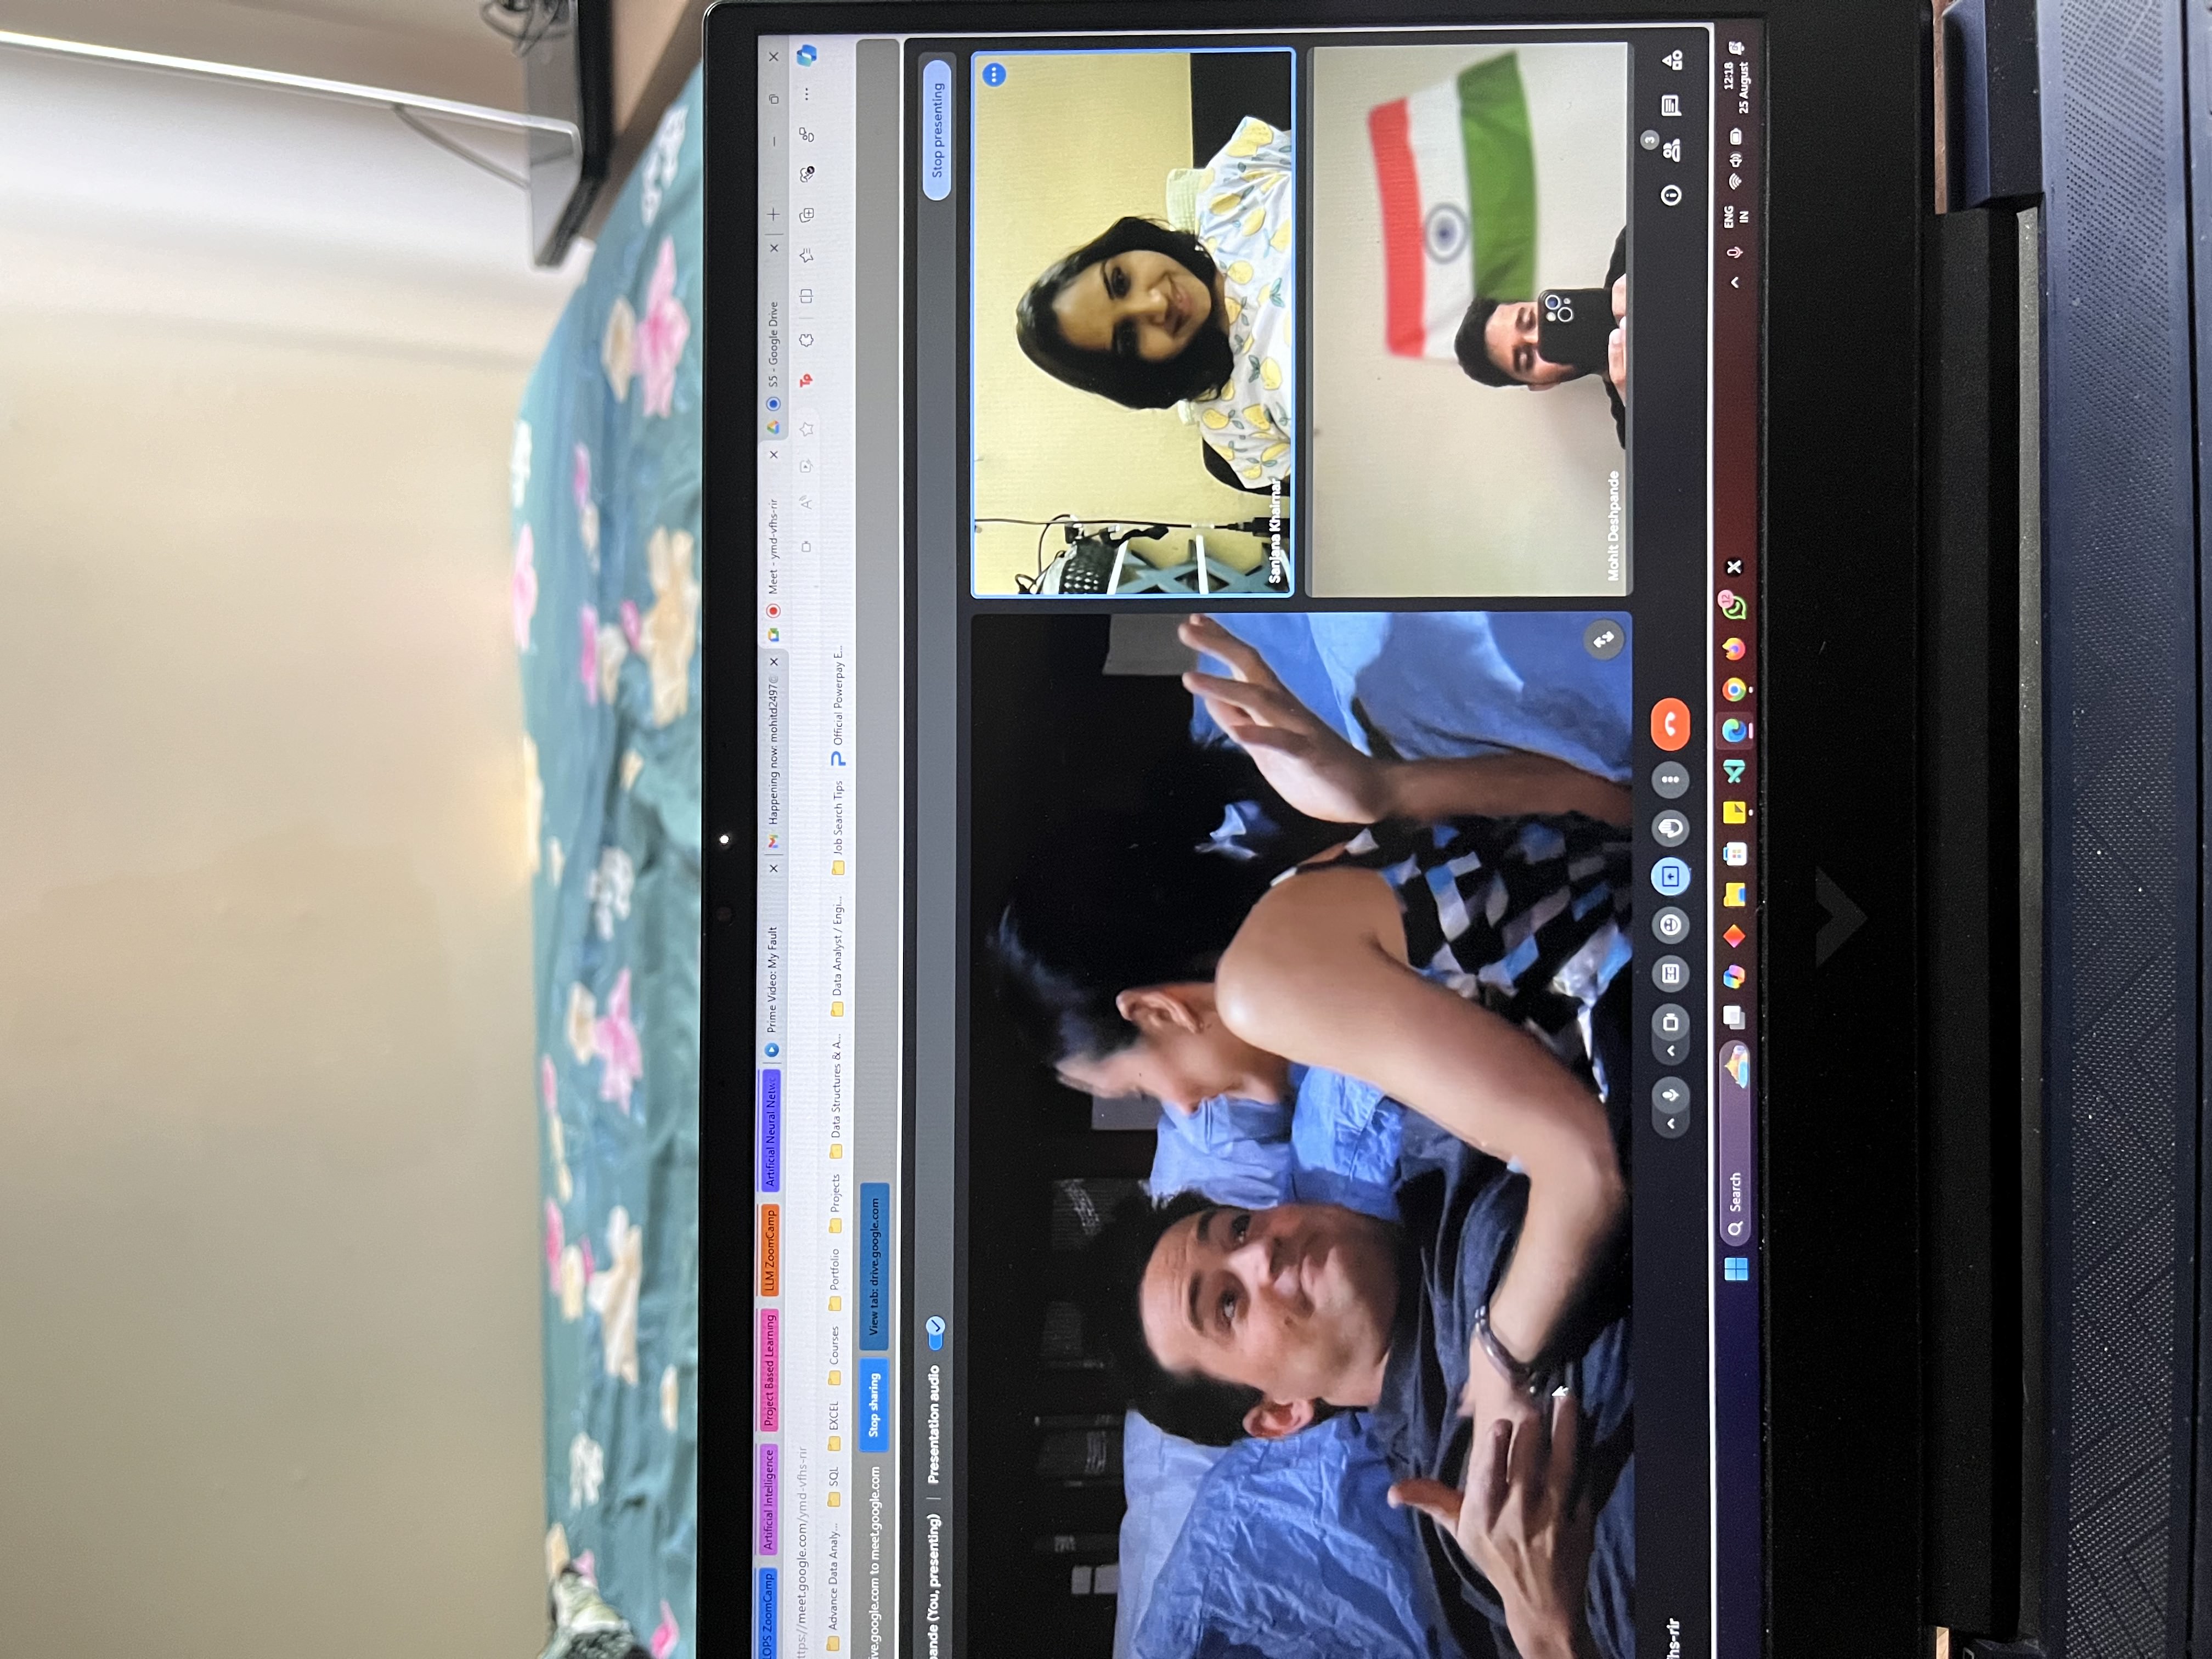 LOPS ZoomCamp
Artificial Intelligence
Project Based Learning
LLM ZoomCamp
Artificial Neural Netwo
Prime Video: My Fault
Happening now: mohitd2497@
Meet - ymd-vfhs-rir
S5 - Google Drive
ttps://meet.google.com/ymd-vfhs-rir
Advance Data Analy...
SQL
EXCEL
Courses
Portfolio
Projects
Data Structures & A...
Data Analyst / Engi...
Job Search Tips
Official Powerpay E...
ive.google.com to meet.google.com
Stop sharing
View tab: drive.google.com
pande (You, presenting)
Presentation audio
Stop presenting
Sanjana Khairnar
Mohit Deshpande
fhs-rir
3
Search
12
ENG
IN
12:18
25 August